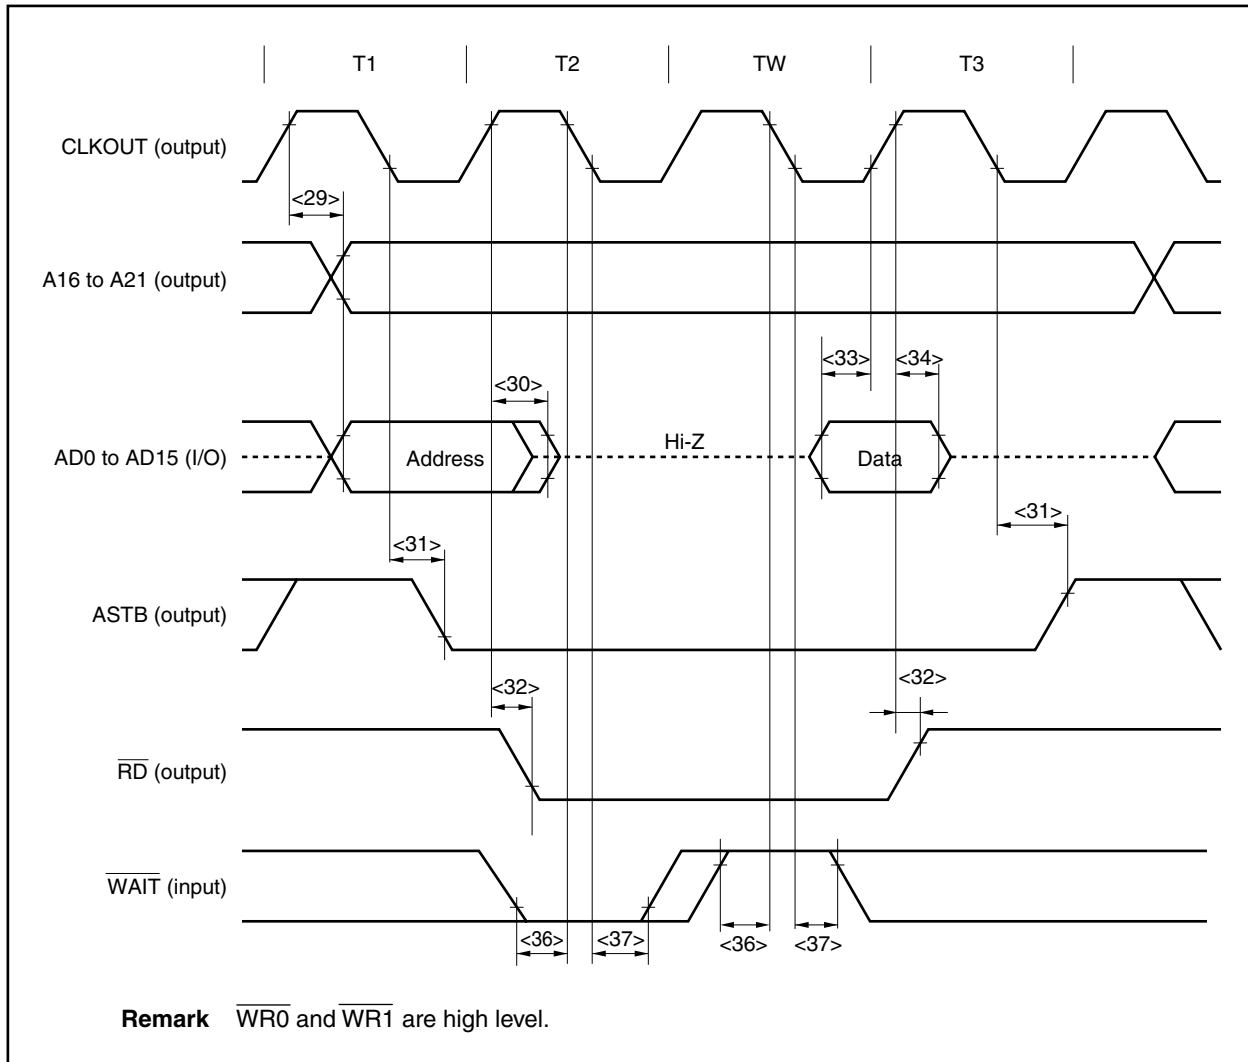 T1 T2 TW T3
CLKOUT (output)
<29>
A16 to A21 (output)
<33> <34>
<30>
Hi-Z
AD0 to AD15 (I/O) Address Data
<31>
<31>
ASTB (output)
<32>
<32>
RD (output)
WAIT (input)
<36> <37> <36> <37>
Remark WR0 and WR1 are high level.